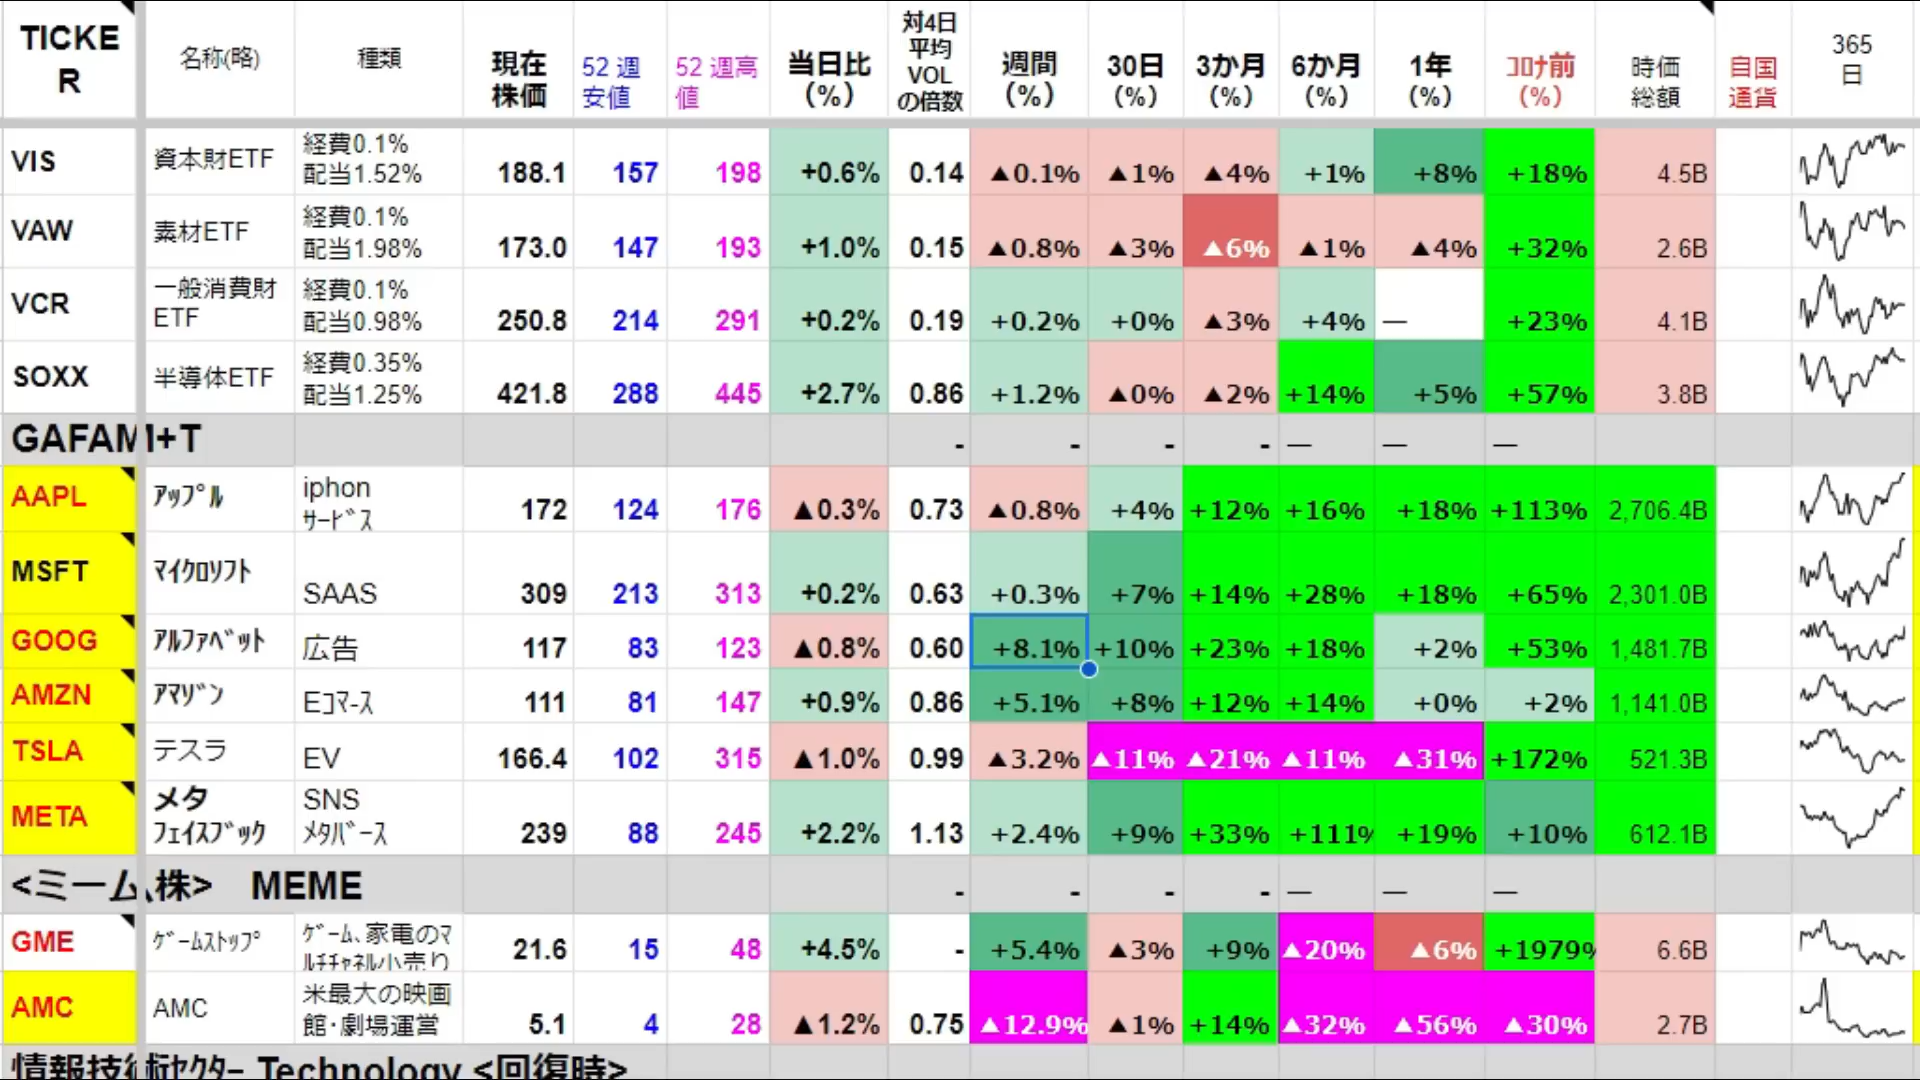 TICKE
R
名称(略)
種類
現在
株価
52 週
安値
52 週高
値
当日比
(%)
対4日
平均
VOL
の倍数
週間
(%)
30日
(%)
3か月
(%)
6か月
(%)
1年
(%)
ｺﾛﾅ前
(%)
時価
総額
自国
通貨
365
日
VIS 資本財ETF 経費0.1%
配当1.52% 188.1 157 198 +0.6% 0.14 ▲0.1% ▲1% ▲4% +1% +8% +18% 4.5B
VAW 素材ETF 経費0.1%
配当1.98% 173.0 147 193 +1.0% 0.15 ▲0.8% ▲3% ▲6% ▲1% ▲4% +32% 2.6B
VCR 一般消費財
ETF 経費0.1%
配当0.98% 250.8 214 291 +0.2% 0.19 +0.2% +0% ▲3% +4% — +23% 4.1B
SOXX 半導体ETF 経費0.35%
配当1.25% 421.8 288 445 +2.7% 0.86 +1.2% ▲0% ▲2% +14% +5% +57% 3.8B
GAFAM+T - - - - — — —
AAPL ｱｯﾌﾟﾙ iphon
ｻｰﾋﾞｽ 172 124 176 ▲0.3% 0.73 ▲0.8% +4% +12% +16% +18% +113% 2,706.4B
MSFT ﾏｲｸﾛｿﾌﾄ SAAS 309 213 313 +0.2% 0.63 +0.3% +7% +14% +28% +18% +65% 2,301.0B
GOOG ｱﾙﾌｧﾍﾞｯﾄ 広告 117 83 123 ▲0.8% 0.60 +8.1% +10% +23% +18% +2% +53% 1,481.7B
AMZN ｱﾏｿﾞﾝ Eｺﾏ-ｽ 111 81 147 +0.9% 0.86 +5.1% +8% +12% +14% +0% +2% 1,141.0B
TSLA テスラ EV 166.4 102 315 ▲1.0% 0.99 ▲3.2% ▲11% ▲21% ▲11% ▲31% +172% 521.3B
META メタ
ﾌｪｲｽﾌﾞｯｸ SNS
ﾒﾀﾊﾞｰｽ 239 88 245 +2.2% 1.13 +2.4% +9% +33% +111% +19% +10% 612.1B
<ミーム株> MEME - - - - — — —
GME ｹﾞｰﾑｽﾄｯﾌﾟ ｹﾞｰﾑ､家電のﾏ
ﾙﾁﾁｬﾈﾙ小売り 21.6 15 48 +4.5% - +5.4% ▲3% +9% ▲20% ▲6% +1979% 6.6B
AMC AMC 米最大の映画
館･劇場運営 5.1 4 28 ▲1.2% 0.75 ▲12.9% ▲1% +14% ▲32% ▲56% ▲30% 2.7B
情報技術ｾｸﾀｰ Technology <回復時>